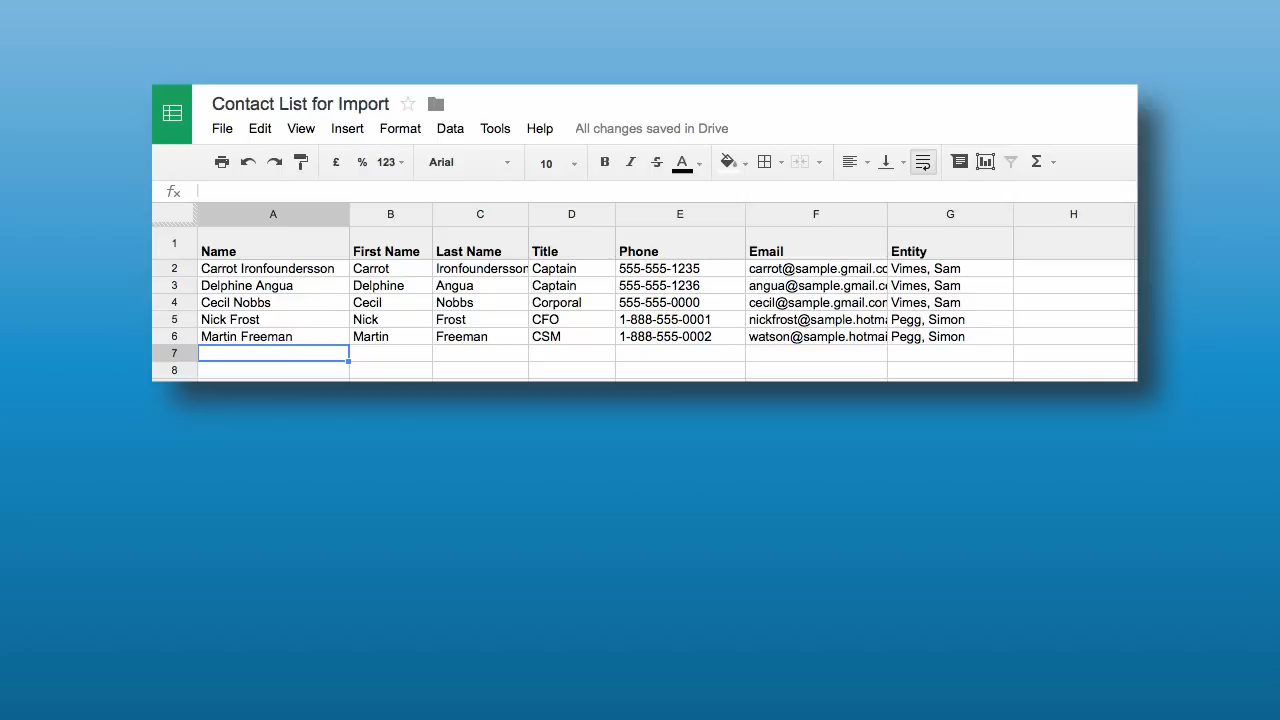 Contact List for Import
File Edit View Insert Format Data Tools Help All changes saved in Drive
£ % 123 Arial 10 B I S A Σ
fx
A B C D E F G H
1 Name First Name Last Name Title Phone Email Entity
2 Carrot Ironfoundersson Carrot Ironfoundersson Captain 555-555-1235 carrot@sample.gmail.co Vimes, Sam
3 Delphine Angua Delphine Angua Captain 555-555-1236 angua@sample.gmail.c Vimes, Sam
4 Cecil Nobbs Cecil Nobbs Corporal 555-555-0000 cecil@sample.gmail.com Vimes, Sam
5 Nick Frost Nick Frost CFO 1-888-555-0001 nickfrost@sample.hotma Pegg, Simon
6 Martin Freeman Martin Freeman CSM 1-888-555-0002 watson@sample.hotmai Pegg, Simon
7
8